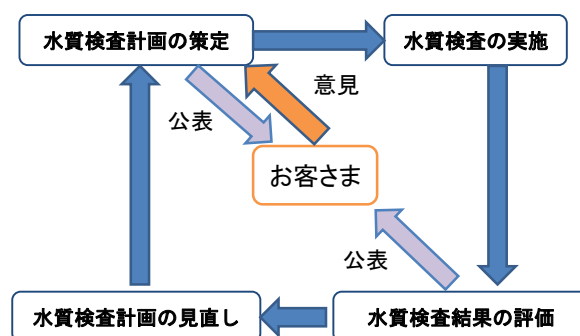 水質検査計画の策定
水質検査の実施
意見
公表
お客さま
公表
水質検査計画の見直し
水質検査結果の評価